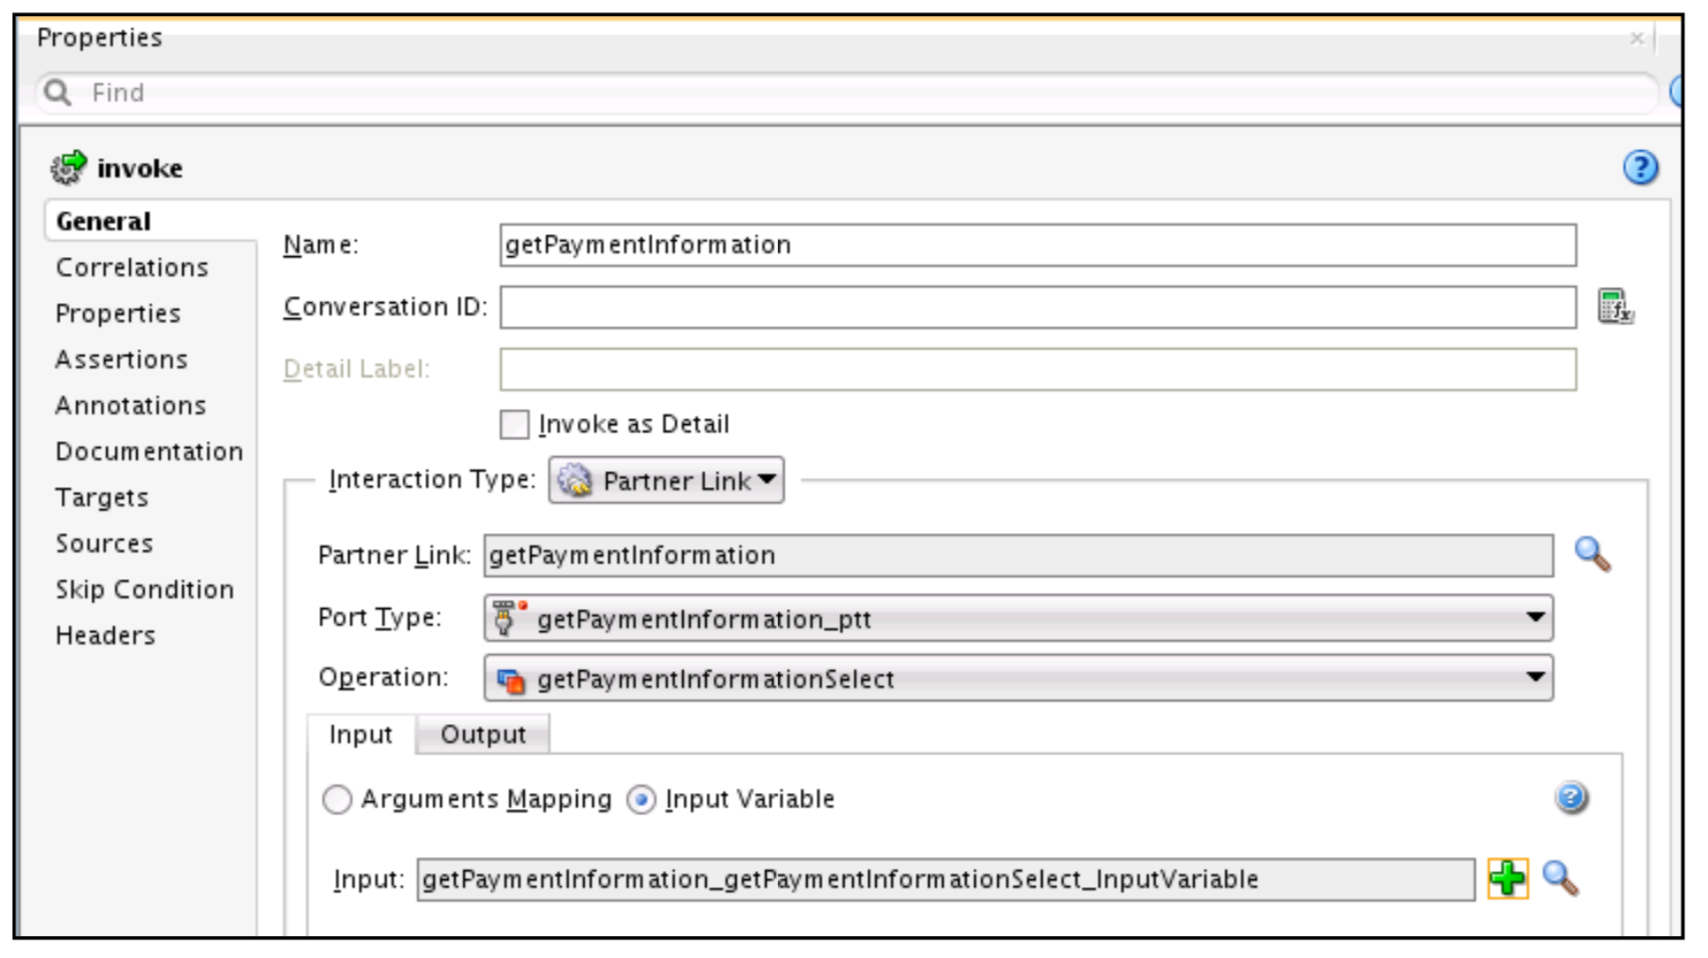 Properties
Find
invoke
General
Correlations
Properties
Assertions
Annotations
Documentation
Targets
Sources
Skip Condition
Headers
Name: getPaymentInformation
Conversation ID:
Detail Label:
Invoke as Detail
Interaction Type: Partner Link
Partner Link: getPaymentInformation
Port Type: getPaymentInformation_ptt
Operation: getPaymentInformationSelect
Input Output
Arguments Mapping Input Variable
Input: getPaymentInformation_getPaymentInformationSelect_InputVariable